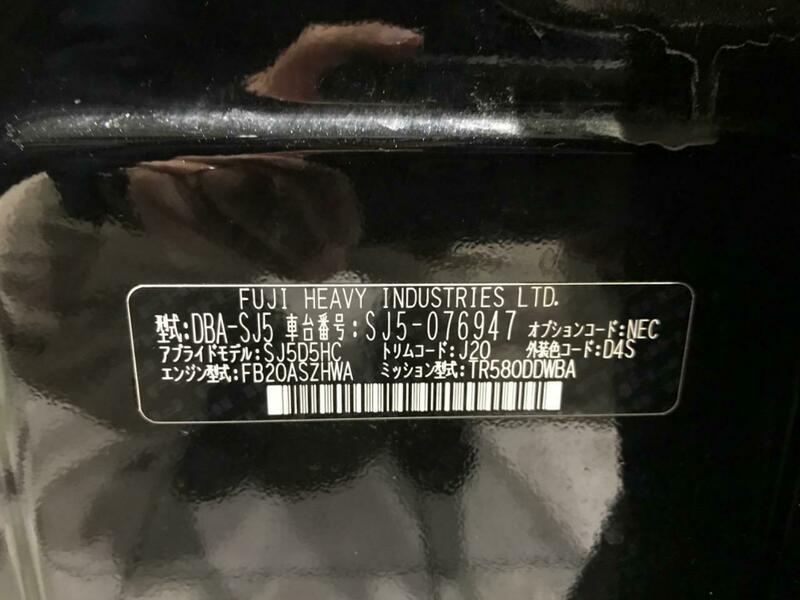 FUJI HEAVY INDUSTRIES LTD.
型式:DBA-SJ5 車台番号:SJ5-076947 オプションコード:NEC
アプライドモデル:SJ5D5HC トリムコード:J20 外装色コード:D4S
エンジン型式:FB20ASZHWA ミッション型式:TR580DDWBA